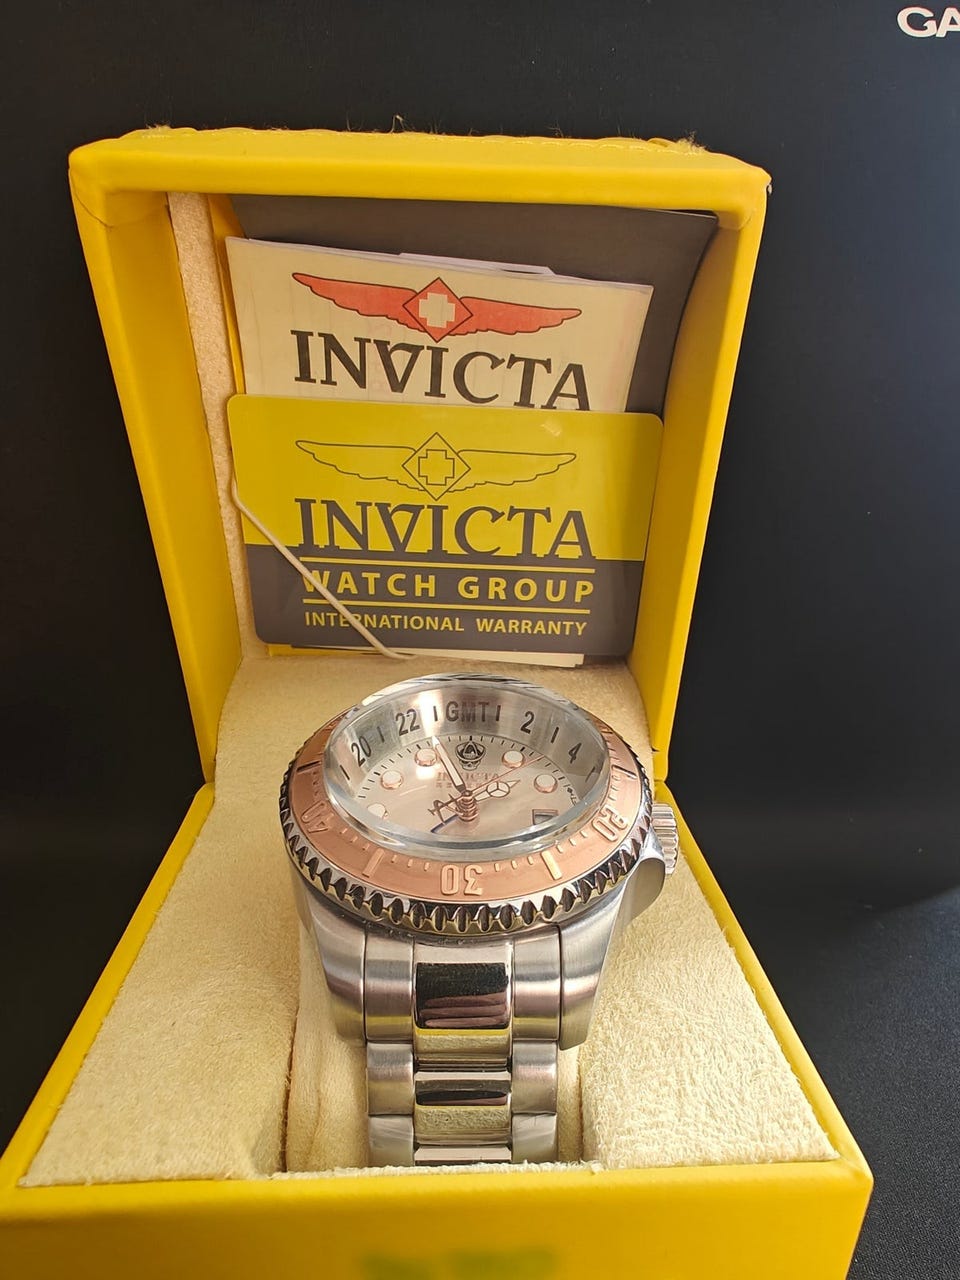 GA
INVICTA
INVICTA
WATCH GROUP
INTERNATIONAL WARRANTY
20 22 GMT 2 4
INVICTA
40 30 20